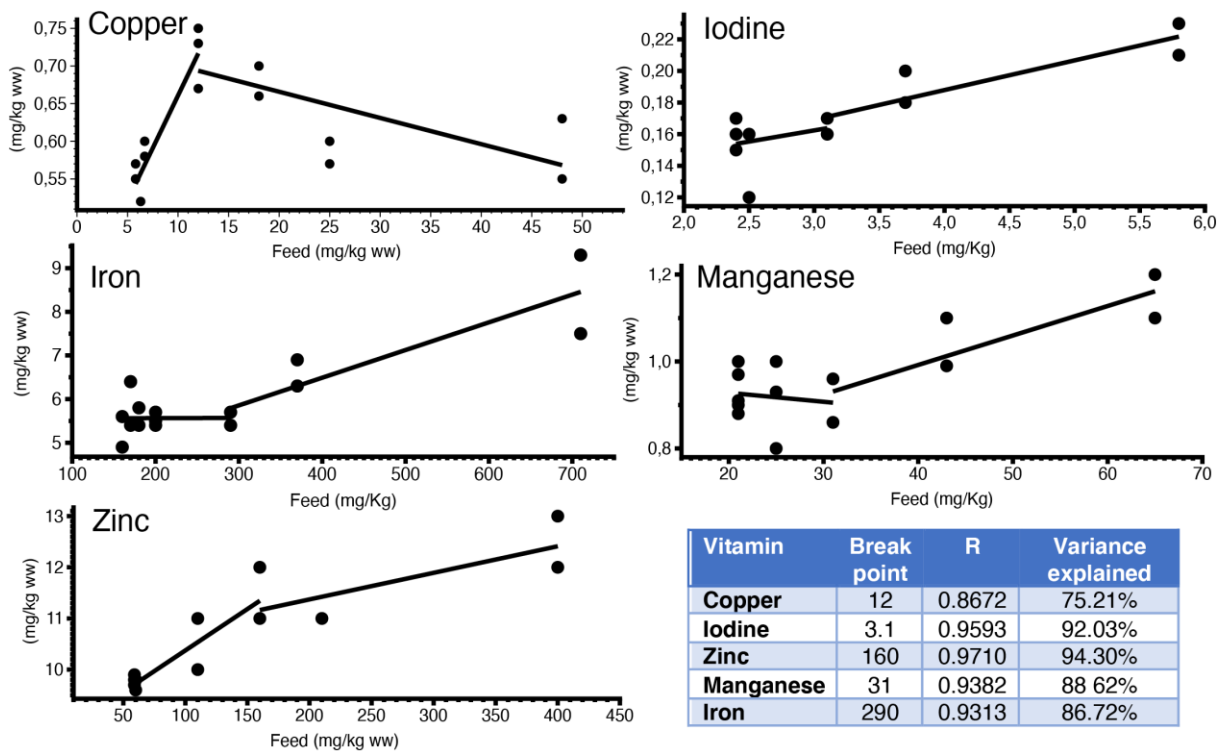 Copper
(mg/kg ww)
0,75
0,70
0,65
0,60
0,55
0 5 10 15 20 25 30 35 40 45 50
Feed (mg/kg ww)
Iodine
(mg/kg ww)
0,22
0,20
0,18
0,16
0,14
0,12
2,0 2,5 3,0 3,5 4,0 4,5 5,0 5,5 6,0
Feed (mg/Kg)
Iron
(mg/kg ww)
9
8
7
6
5
100 200 300 400 500 600 700
Feed (mg/Kg)
Manganese
(mg/kg ww)
1,2
1,0
0,8
20 30 40 50 60 70
Feed (mg/Kg)
Zinc
(mg/kg ww)
13
12
11
10
50 100 150 200 250 300 350 400 450
Feed (mg/kg ww)
Vitamin Break point R Variance explained
Copper 12 0.8672 75.21%
Iodine 3.1 0.9593 92.03%
Zinc 160 0.9710 94.30%
Manganese 31 0.9382 88 62%
Iron 290 0.9313 86.72%